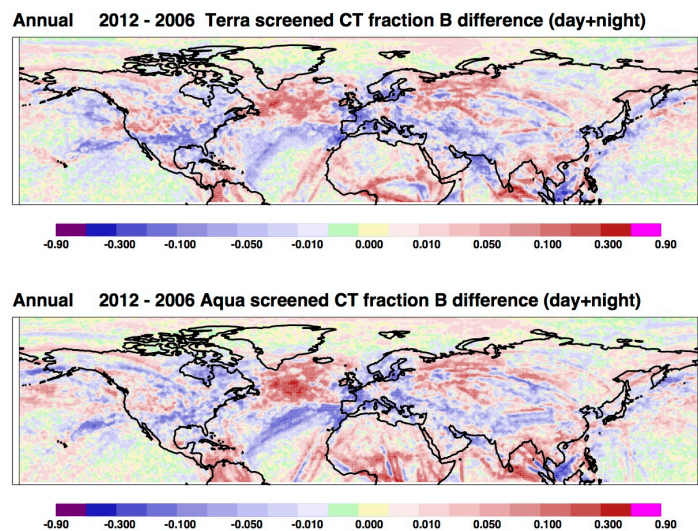 Annual 2012 - 2006 Terra screened CT fraction B difference (day+night)
-0.90 -0.300 -0.100 -0.050 -0.010 0.000 0.010 0.050 0.100 0.300 0.90
Annual 2012 - 2006 Aqua screened CT fraction B difference (day+night)
-0.90 -0.300 -0.100 -0.050 -0.010 0.000 0.010 0.050 0.100 0.300 0.90